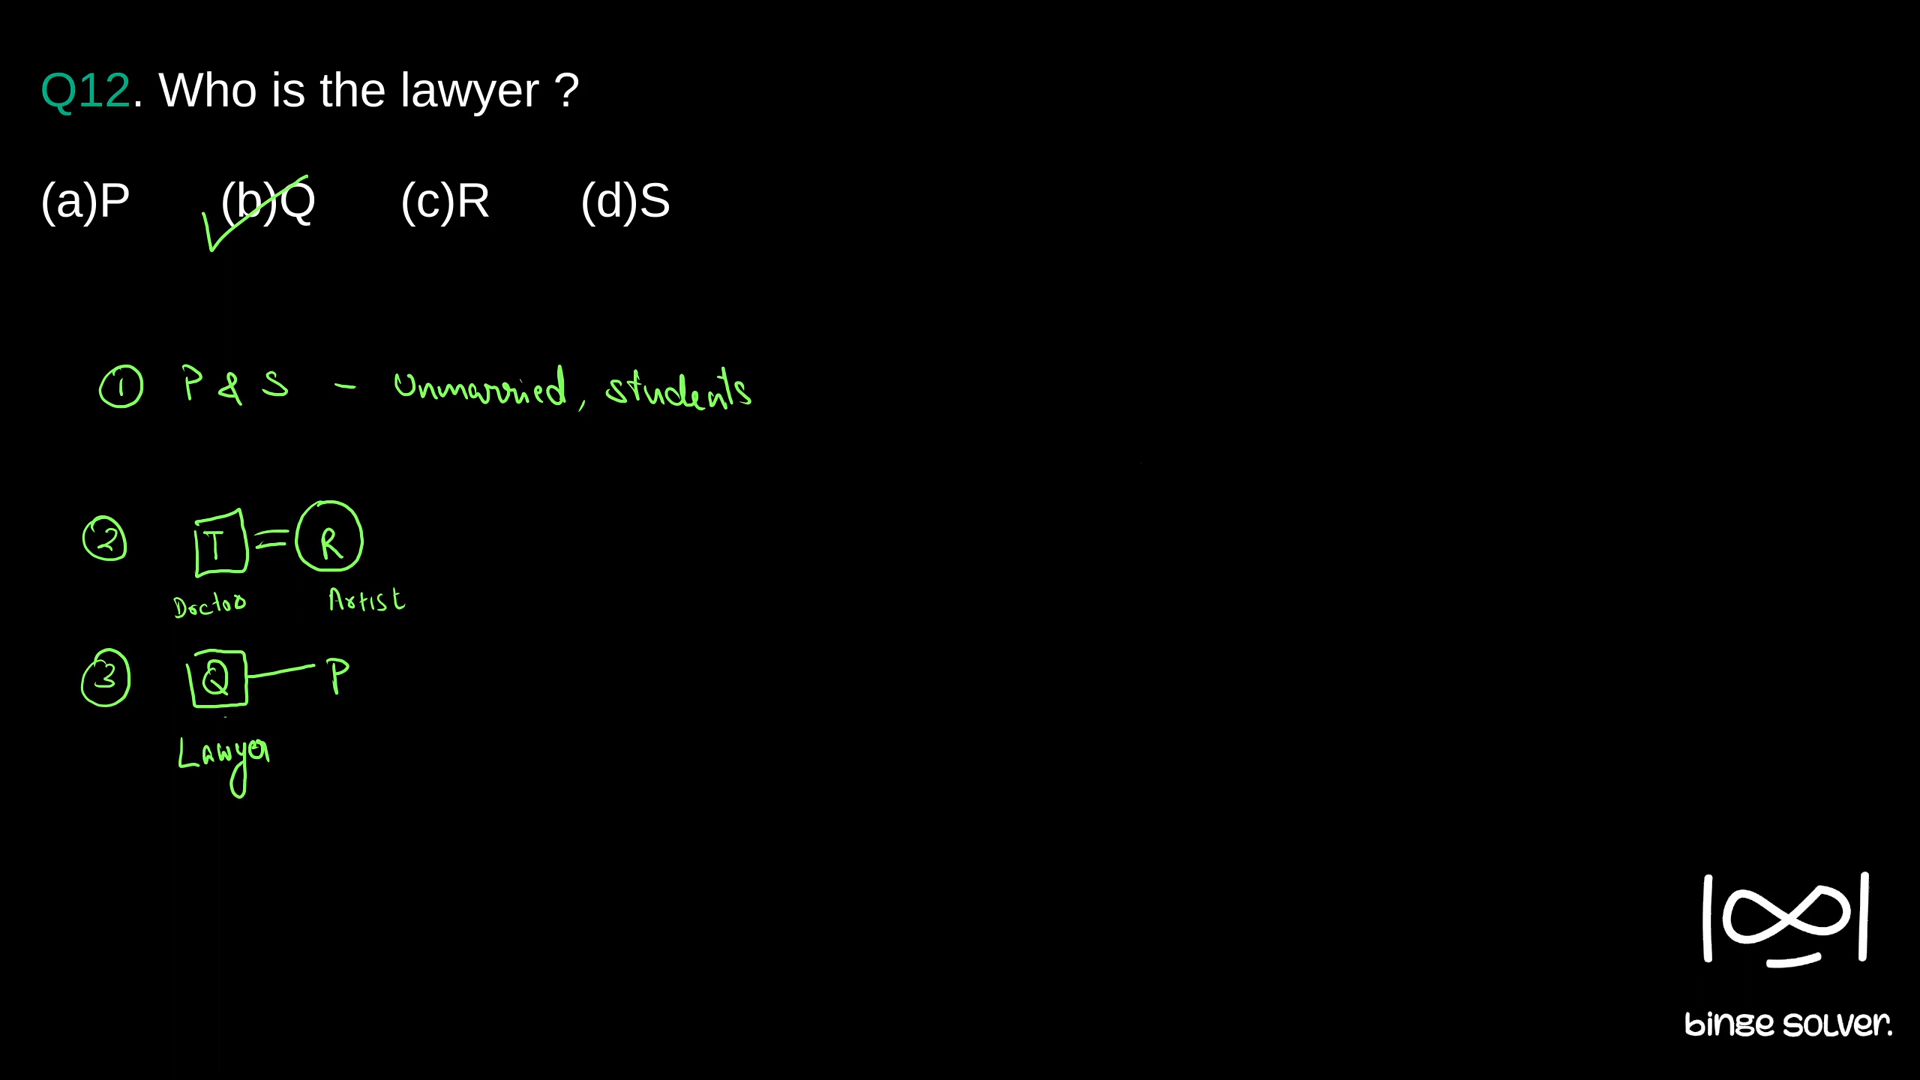 Q12. Who is the lawyer ?
(a)P (b)Q (c)R (d)S
1 P & S - Unmarried, students
2 T = R
Doctor Artist
3 Q — P
Lawyer
binge solver.